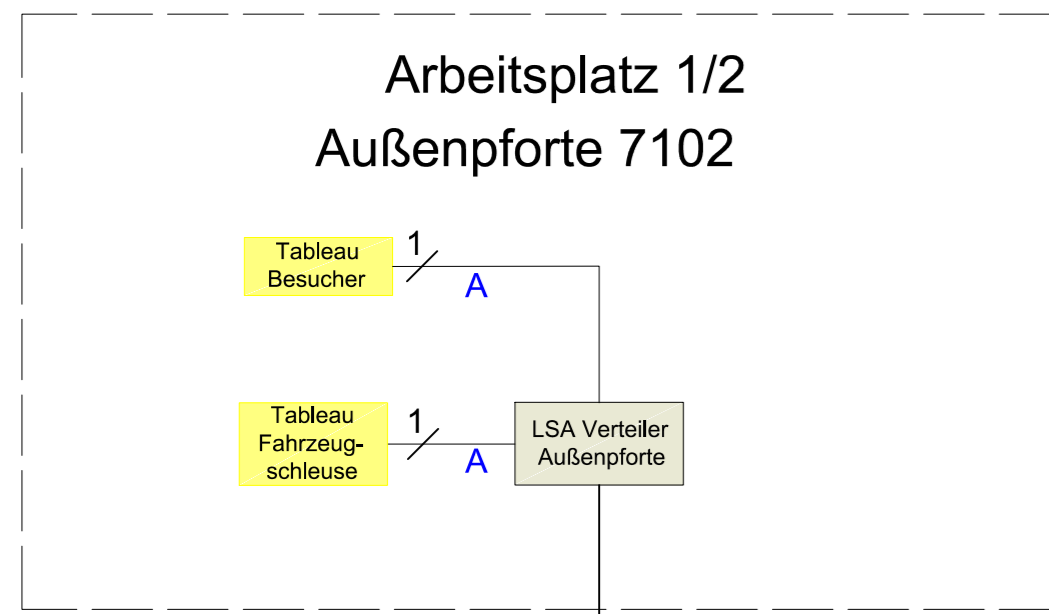 Arbeitsplatz 1/2
Außenpforte 7102
Tableau
Besucher
1
A
Tableau
Fahrzeug-
schleuse
1
A
LSA Verteiler
Außenpforte